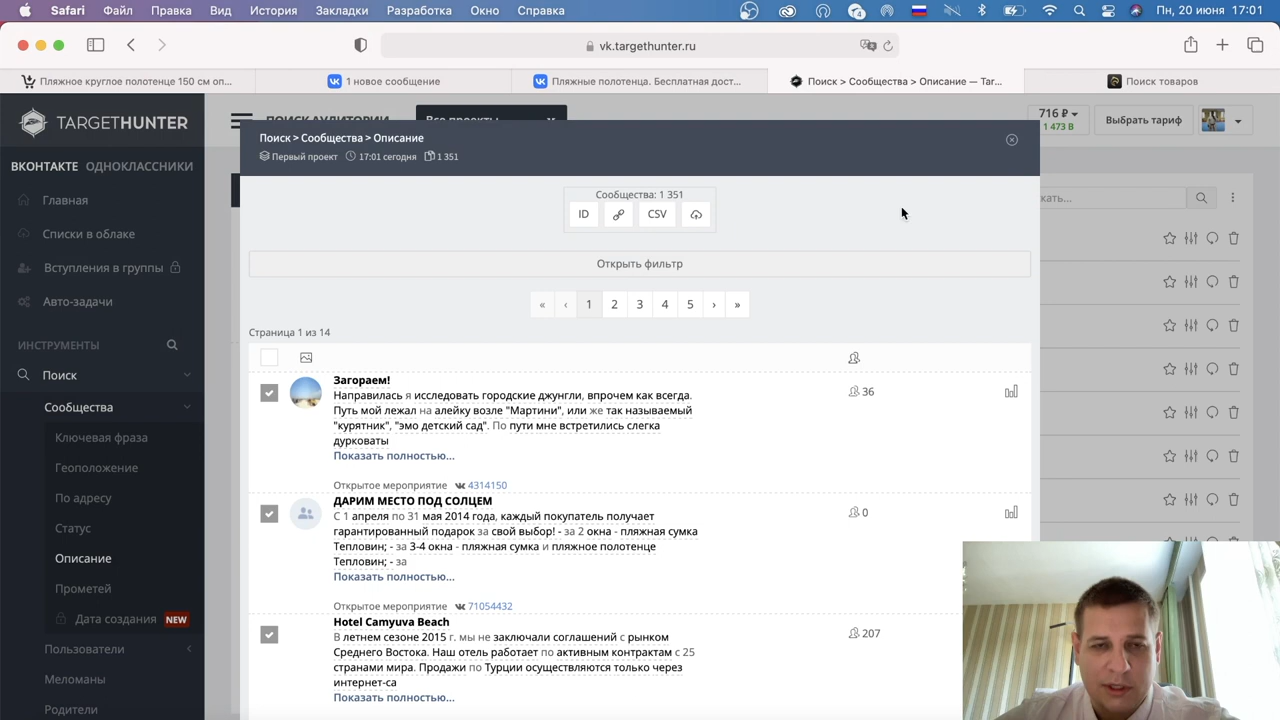 Safari Файл Правка Вид История Закладки Разработка Окно Справка 4 Пн, 20 июня 17:01
vk.targethunter.ru
Пляжное круглое полотенце 150 см оп... 1 новое сообщение Пляжные полотенца. Бесплатная дост... Поиск > Сообщества > Описание — Tar... Поиск товаров
TARGETHUNTER
716 ₽
1 473 B
Выбрать тариф
ВКОНТАКТЕ ОДНОКЛАССНИКИ
Главная
Списки в облаке
Вступления в группы
Авто-задачи
ИНСТРУМЕНТЫ
Поиск
Сообщества
Ключевая фраза
Геоположение
По адресу
Статус
Описание
Прометей
Дата создания NEW
Пользователи
Меломаны
Родители
Поиск > Сообщества > Описание
Первый проект 17:01 сегодня 1 351
Сообщества: 1 351
ID CSV
Открыть фильтр
« ‹ 1 2 3 4 5 › »
Страница 1 из 14
Загораем!
Направилась я исследовать городские джунгли, впрочем как всегда.
Путь мой лежал на алейку возле "Мартини", или же так называемый
"курятник", "эмо детский сад". По пути мне встретились слегка
дурковаты
Показать полностью...
Открытое мероприятие 4314150
36
ДАРИМ МЕСТО ПОД СОЛЦЕМ
С 1 апреля по 31 мая 2014 года, каждый покупатель получает
гарантированный подарок за свой выбор! - за 2 окна - пляжная сумка
Тепловин; - за 3-4 окна - пляжная сумка и пляжное полотенце
Тепловин; - за
Показать полностью...
Открытое мероприятие 71054432
0
Hotel Camyuva Beach
В летнем сезоне 2015 г. мы не заключали соглашений с рынком
Среднего Востока. Наш отель работает по активным контрактам с 25
странами мира. Продажи по Турции осуществляются только через
интернет-са
Показать полностью...
207